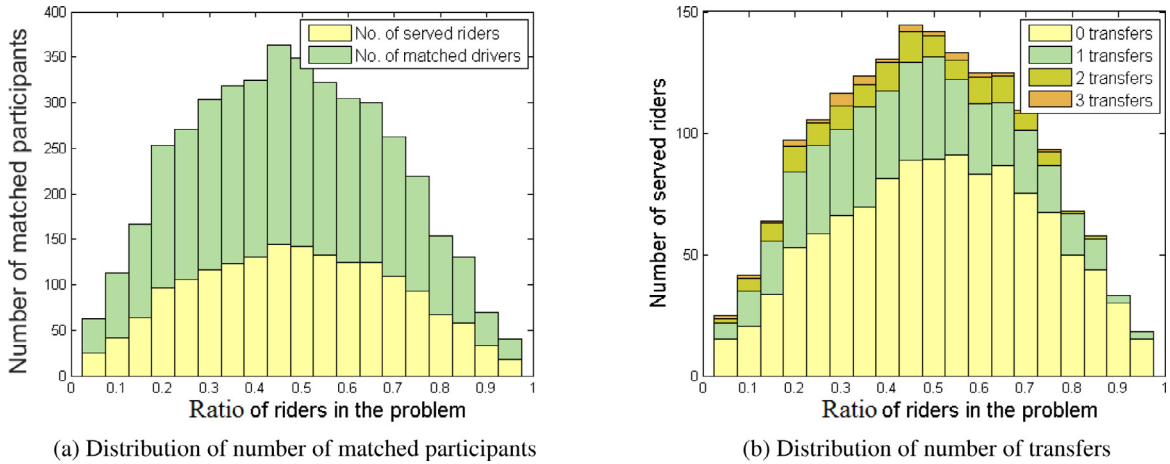 Number of matched participants
400
350
300
250
200
150
100
50
0
No. of served riders
No. of matched drivers
0 0.1 0.2 0.3 0.4 0.5 0.6 0.7 0.8 0.9 1
Ratio of riders in the problem
(a) Distribution of number of matched participants
Number of served riders
150
100
50
0
0 transfers
1 transfers
2 transfers
3 transfers
0 0.1 0.2 0.3 0.4 0.5 0.6 0.7 0.8 0.9 1
Ratio of riders in the problem
(b) Distribution of number of transfers